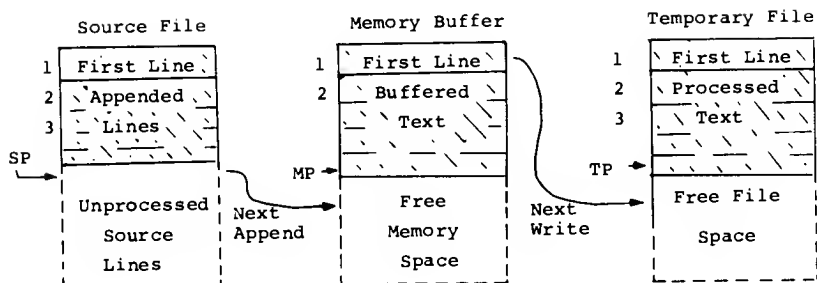 Source File
1 First Line
2 Appended
3 Lines
SP
Unprocessed
Source
Lines
Next
Append
Memory Buffer
1 First Line
2 Buffered
Text
MP
Free
Memory
Space
Next
Write
Temporary File
1 First Line
2 Processed
3 Text
TP
Free File
Space